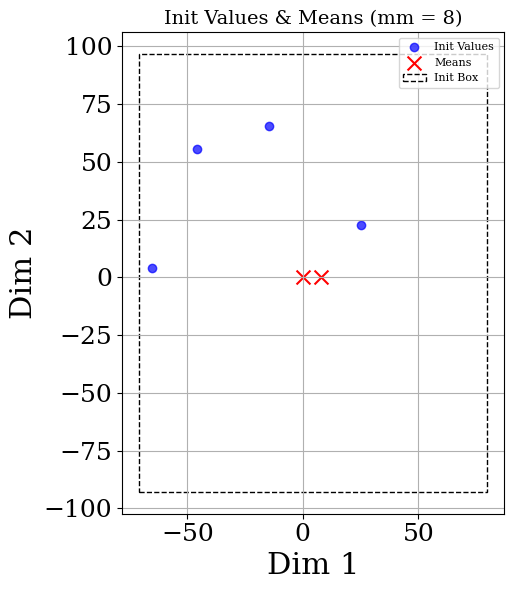 Init Values & Means (mm = 8)
Init Values
Means
Init Box
100
75
50
25
0
−25
−50
−75
−100
Dim 2
−50
0
50
Dim 1